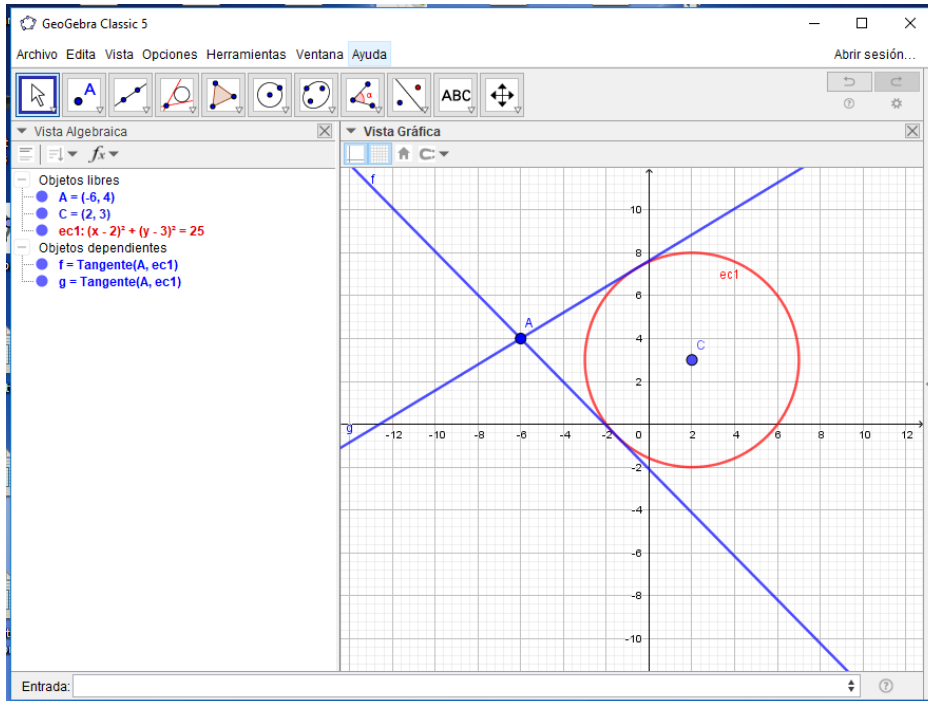 GeoGebra Classic 5
Archivo Edita Vista Opciones Herramientas Ventana Ayuda Abrir sesión...
A ABC
Vista Algebraica
fx
Objetos libres
A = (-6, 4)
C = (2, 3)
ec1: (x - 2)² + (y - 3)² = 25
Objetos dependientes
f = Tangente(A, ec1)
g = Tangente(A, ec1)
Vista Gráfica
f
10
8
ec1
6
A
4
C
2
g
-12 -10 -8 -6 -4 -2 0 2 4 6 8 10 12
-2
-4
-6
-8
-10
Entrada: